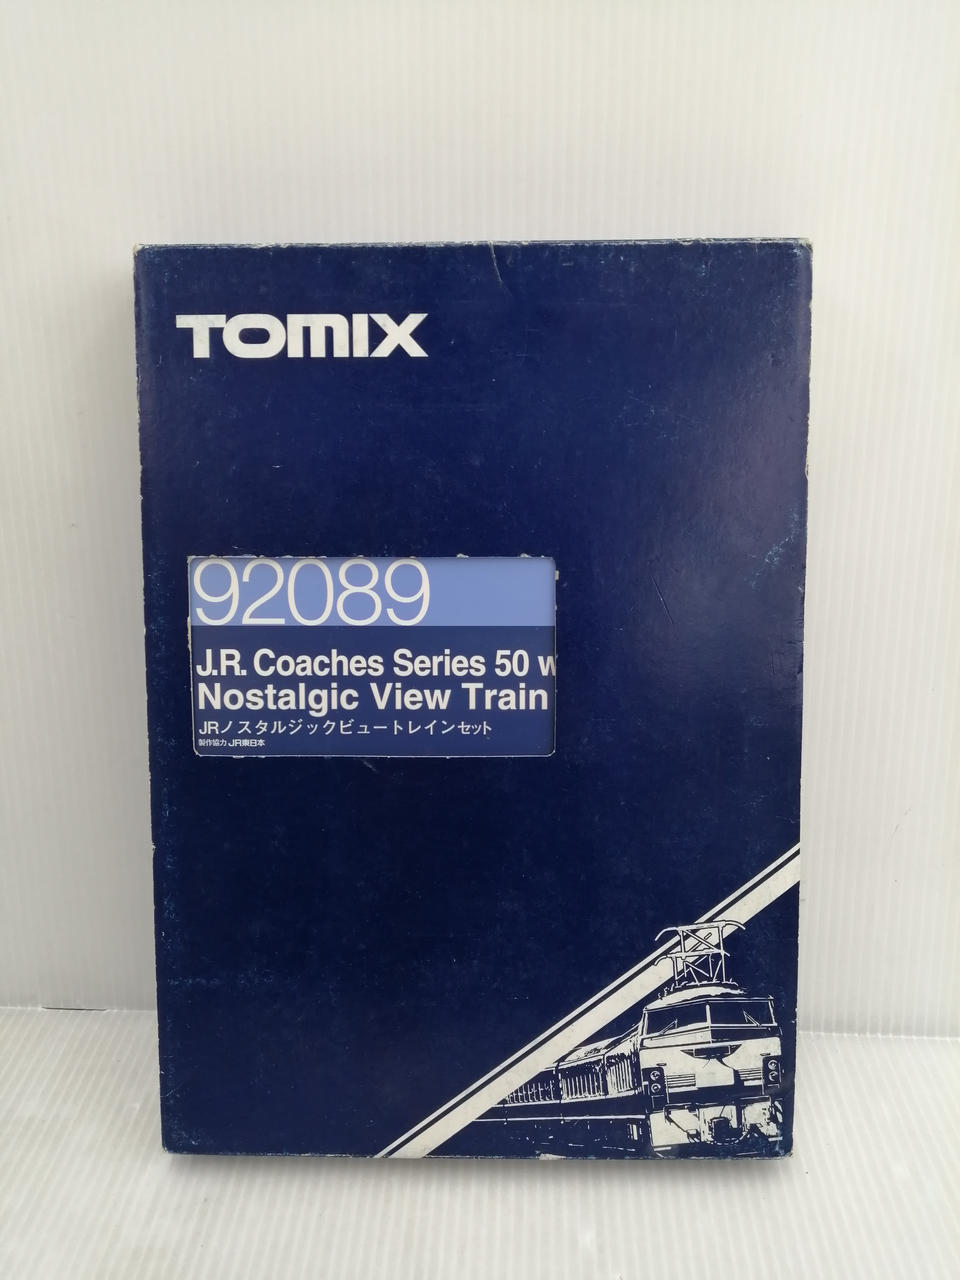 TOMIX
92089
J.R. Coaches Series 50 w
Nostalgic View Train
JRノスタルジックビュートレインセット
製作協力 JR東日本